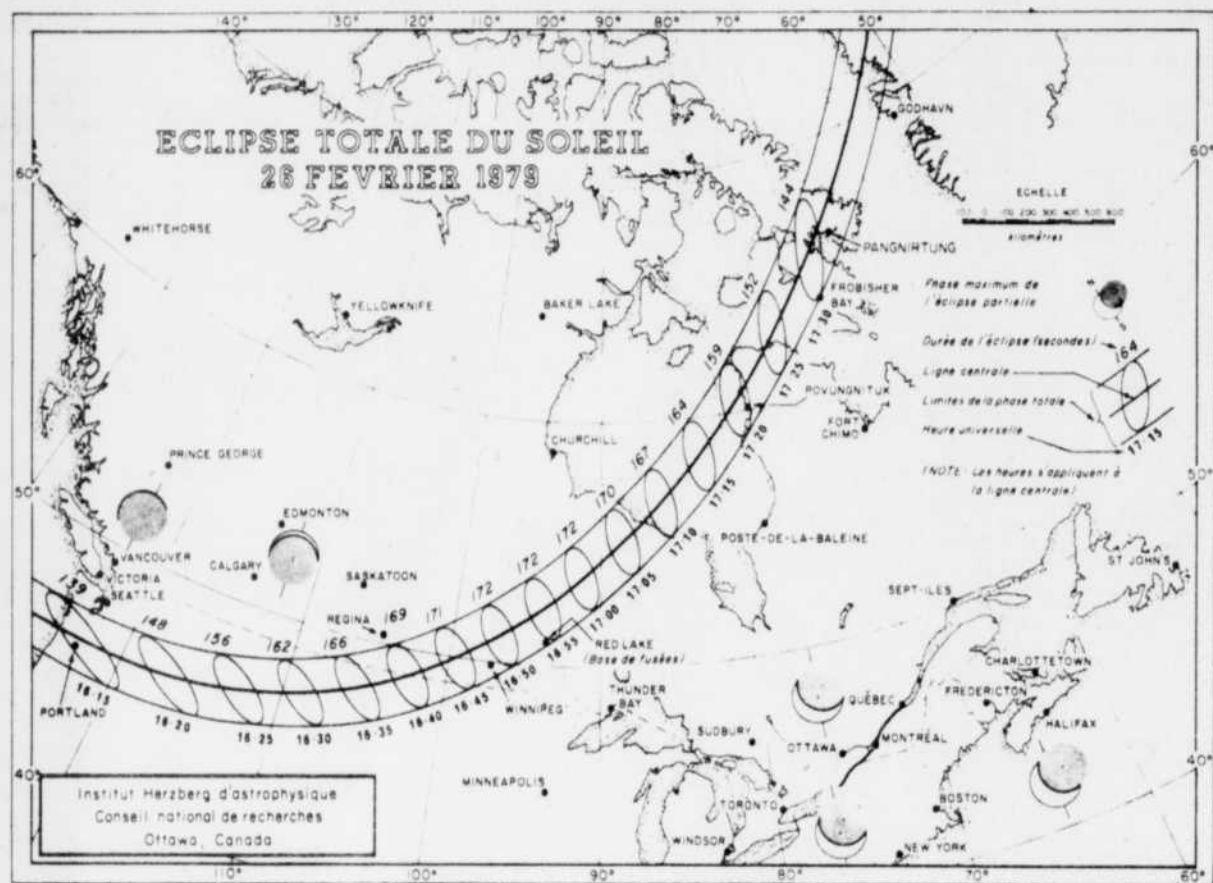 130° 120° 110° 100° 90° 80° 70° 60° 50°
ECLIPSE TOTALE DU SOLEIL
26 FEVRIER 1979
GODHAVN
60°
60°
ECHELLE
kilomètres
WHITEHORSE
PANGNIRTUNG
YELLOWKNIFE
BAKER LAKE
FROBISHER
BAY
Phase maximum de
l'éclipse partielle
Durée de l'éclipse (secondes)
164
Ligne centrale
Limites de la phase totale
Heure universelle
17·15
(NOTE: Les heures s'appliquent à
la ligne centrale)
POVUNGNITUK
FORT
CHIMO
CHURCHILL
PRINCE GEORGE
50°
50°
EDMONTON
VANCOUVER
CALGARY
VICTORIA
SEATTLE
SASKATOON
REGINA
POSTE-DE-LA-BALEINE
ST JOHN'S
SEPT-ILES
139 148 156 162 166 169 171 172 172 172 170 167 164 159 152 144
16·15 16·20 16·25 16·30 16·35 16·40 16·45 16·50 16·55 17·00 17·05 17·10 17·15 17·20 17·25 17·30
RED LAKE
(Base de fusées)
PORTLAND
WINNIPEG
THUNDER
BAY
CHARLOTTETOWN
FREDERICTON
QUÉBEC
HALIFAX
SUDBURY
OTTAWA
MONTRÉAL
40°
40°
MINNEAPOLIS
TORONTO
BOSTON
WINDSOR
NEW YORK
Institut Herzberg d'astrophysique
Conseil national de recherches
Ottawa, Canada
110° 100° 90° 80° 70° 60°